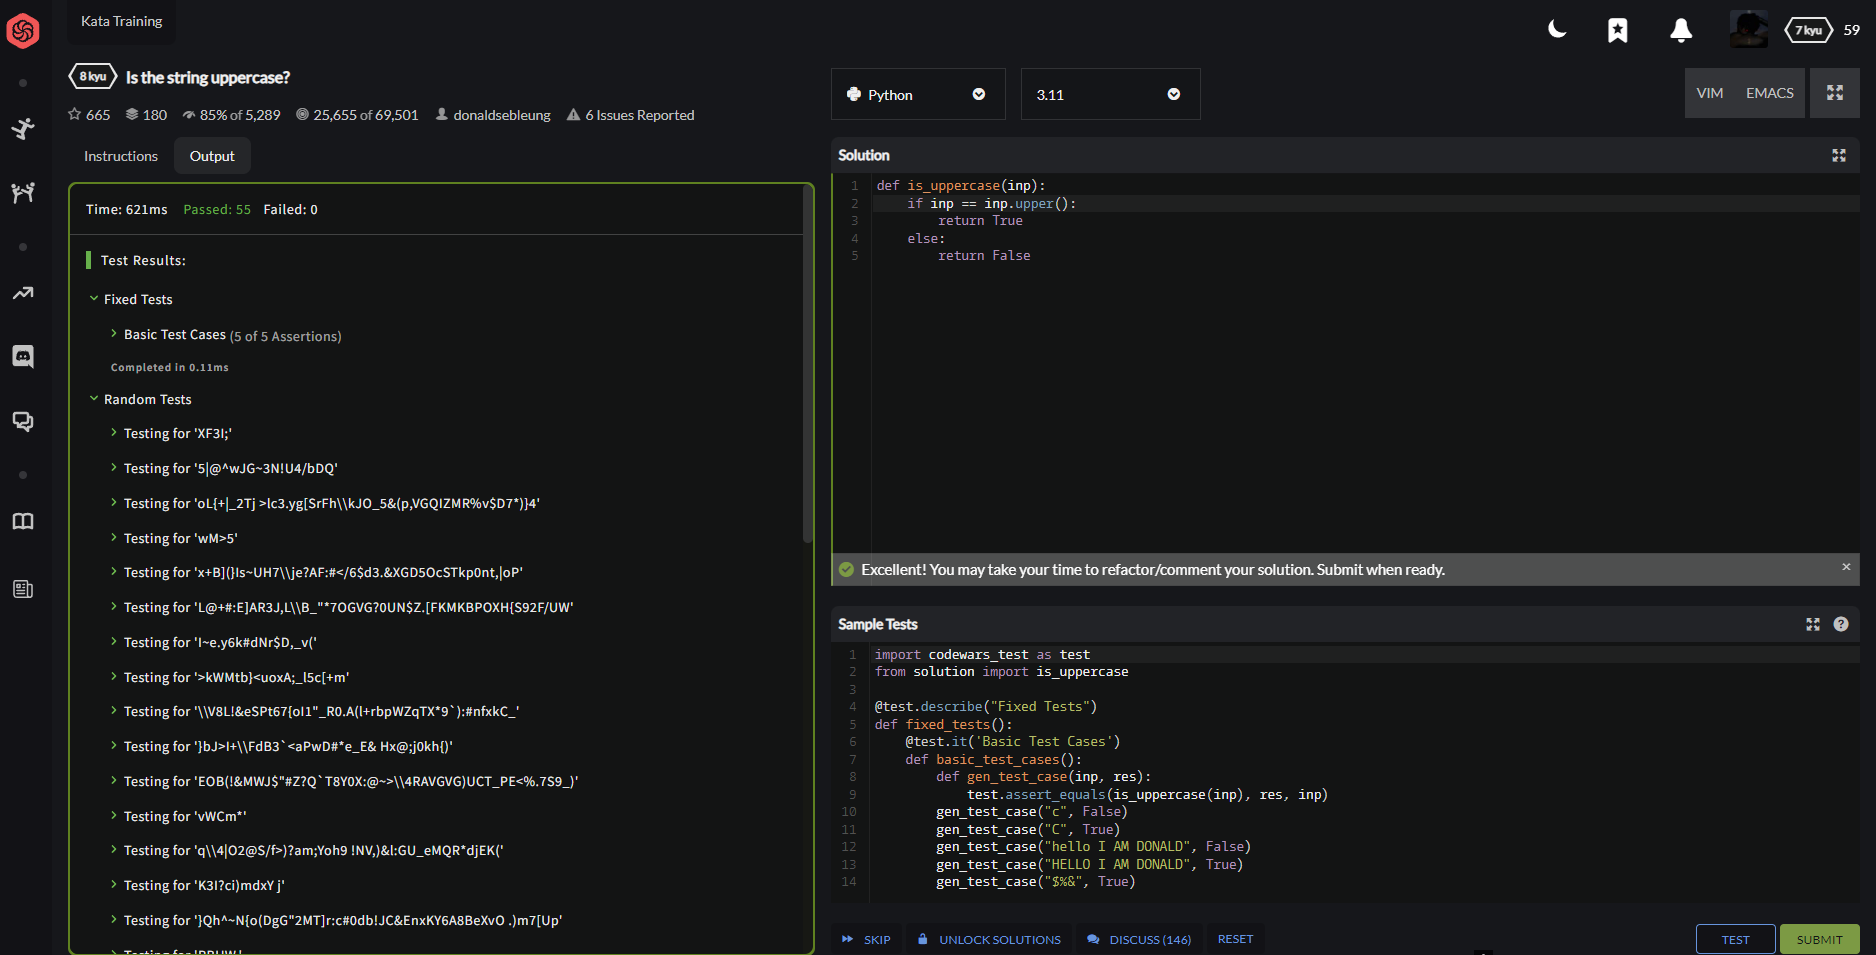 Kata Training
7 kyu 59
8 kyu Is the string uppercase?
665 180 85% of 5,289 25,655 of 69,501 donaldsebleung 6 Issues Reported
Instructions Output
Time: 621ms Passed: 55 Failed: 0
Test Results:
Fixed Tests
Basic Test Cases (5 of 5 Assertions)
Completed in 0.11ms
Random Tests
Testing for 'XF3I;'
Testing for '5|@^wJG~3N!U4/bDQ'
Testing for 'oL{+|_2Tj >lc3.yg[SrFh\\kJO_5&(p,VGQIZMR%v$D7*)}4'
Testing for 'wM>5'
Testing for 'x+B](}Is~UH7\\je?AF:#</6$d3.&XGD5OcSTkp0nt,|oP'
Testing for 'L@+#:E]AR3J,L\\B_"*7OGVG?0UN$Z.[FKMKBPOXH{S92F/UW'
Testing for 'I~e.y6k#dNr$D,_v('
Testing for '>kWMtb}<uoxA;_l5c[+m'
Testing for '\\V8L!&eSPt67{oI1"_R0.A(l+rbpWZqTX*9`):#nfxkC_'
Testing for '}bJ>I+\\FdB3`<aPwD#*e_E& Hx@;j0kh{)'
Testing for 'EOB(!&MWJ$"#Z?Q`T8Y0X:@~>\\4RAVGVG)UCT_PE<%.7S9_)'
Testing for 'vWCm*'
Testing for 'q\\4|O2@S/f>)?am;Yoh9 !NV,)&l:GU_eMQR*djEK('
Testing for 'K3I?ci)mdxY j'
Testing for '}Qh^~N{o(DgG"2MT]r:c#0db!JC&EnxKY6A8BeXvO .)m7[Up'
Python 3.11 VIM EMACS
Solution
1 def is_uppercase(inp):
2 if inp == inp.upper():
3 return True
4 else:
5 return False
Excellent! You may take your time to refactor/comment your solution. Submit when ready. ×
Sample Tests ?
1 import codewars_test as test
2 from solution import is_uppercase
3
4 @test.describe("Fixed Tests")
5 def fixed_tests():
6 @test.it('Basic Test Cases')
7 def basic_test_cases():
8 def gen_test_case(inp, res):
9 test.assert_equals(is_uppercase(inp), res, inp)
10 gen_test_case("c", False)
11 gen_test_case("C", True)
12 gen_test_case("hello I AM DONALD", False)
13 gen_test_case("HELLO I AM DONALD", True)
14 gen_test_case("$%&", True)
SKIP UNLOCK SOLUTIONS DISCUSS (146) RESET TEST SUBMIT